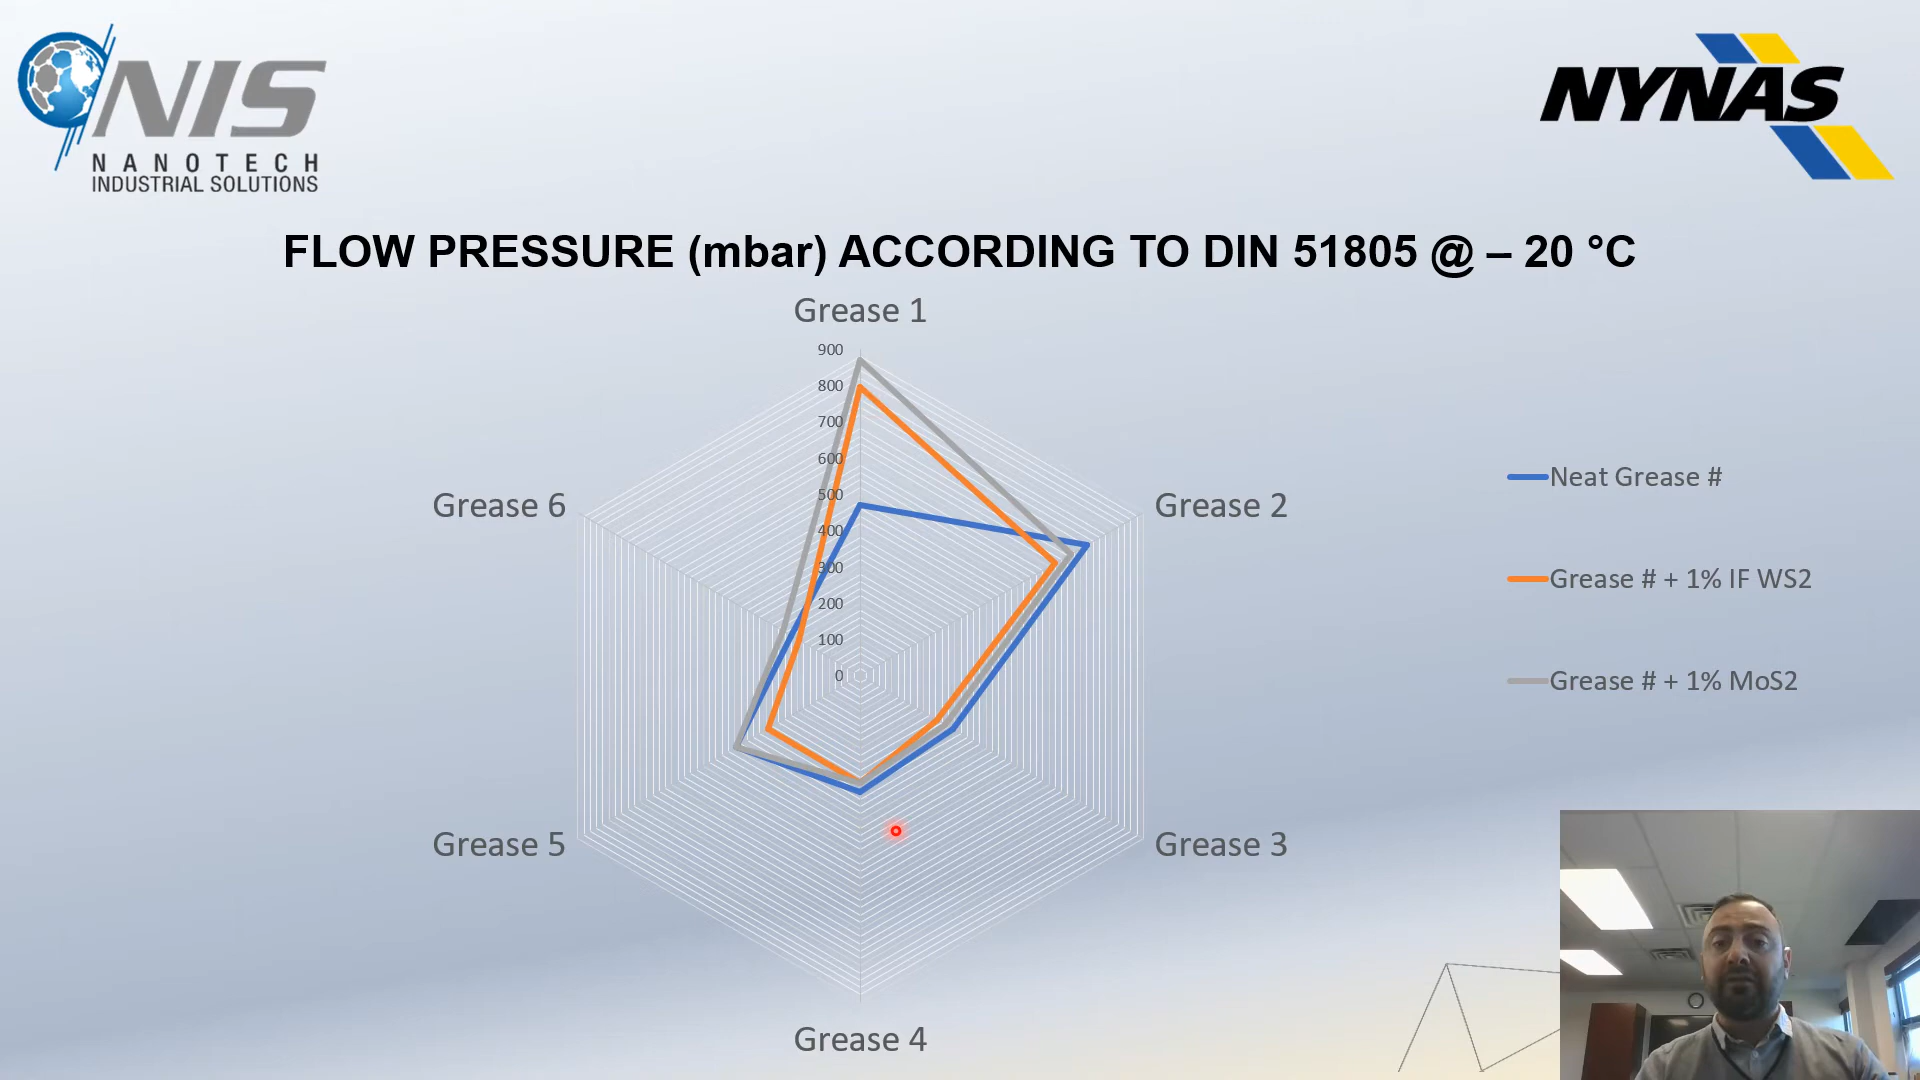 NIS
NANOTECH
INDUSTRIAL SOLUTIONS
NYNAS
FLOW PRESSURE (mbar) ACCORDING TO DIN 51805 @ – 20 °C
Grease 1
900
800
700
600
500
400
300
200
100
0
Grease 2
Grease 3
Grease 4
Grease 5
Grease 6
Neat Grease #
Grease # + 1% IF WS2
Grease # + 1% MoS2